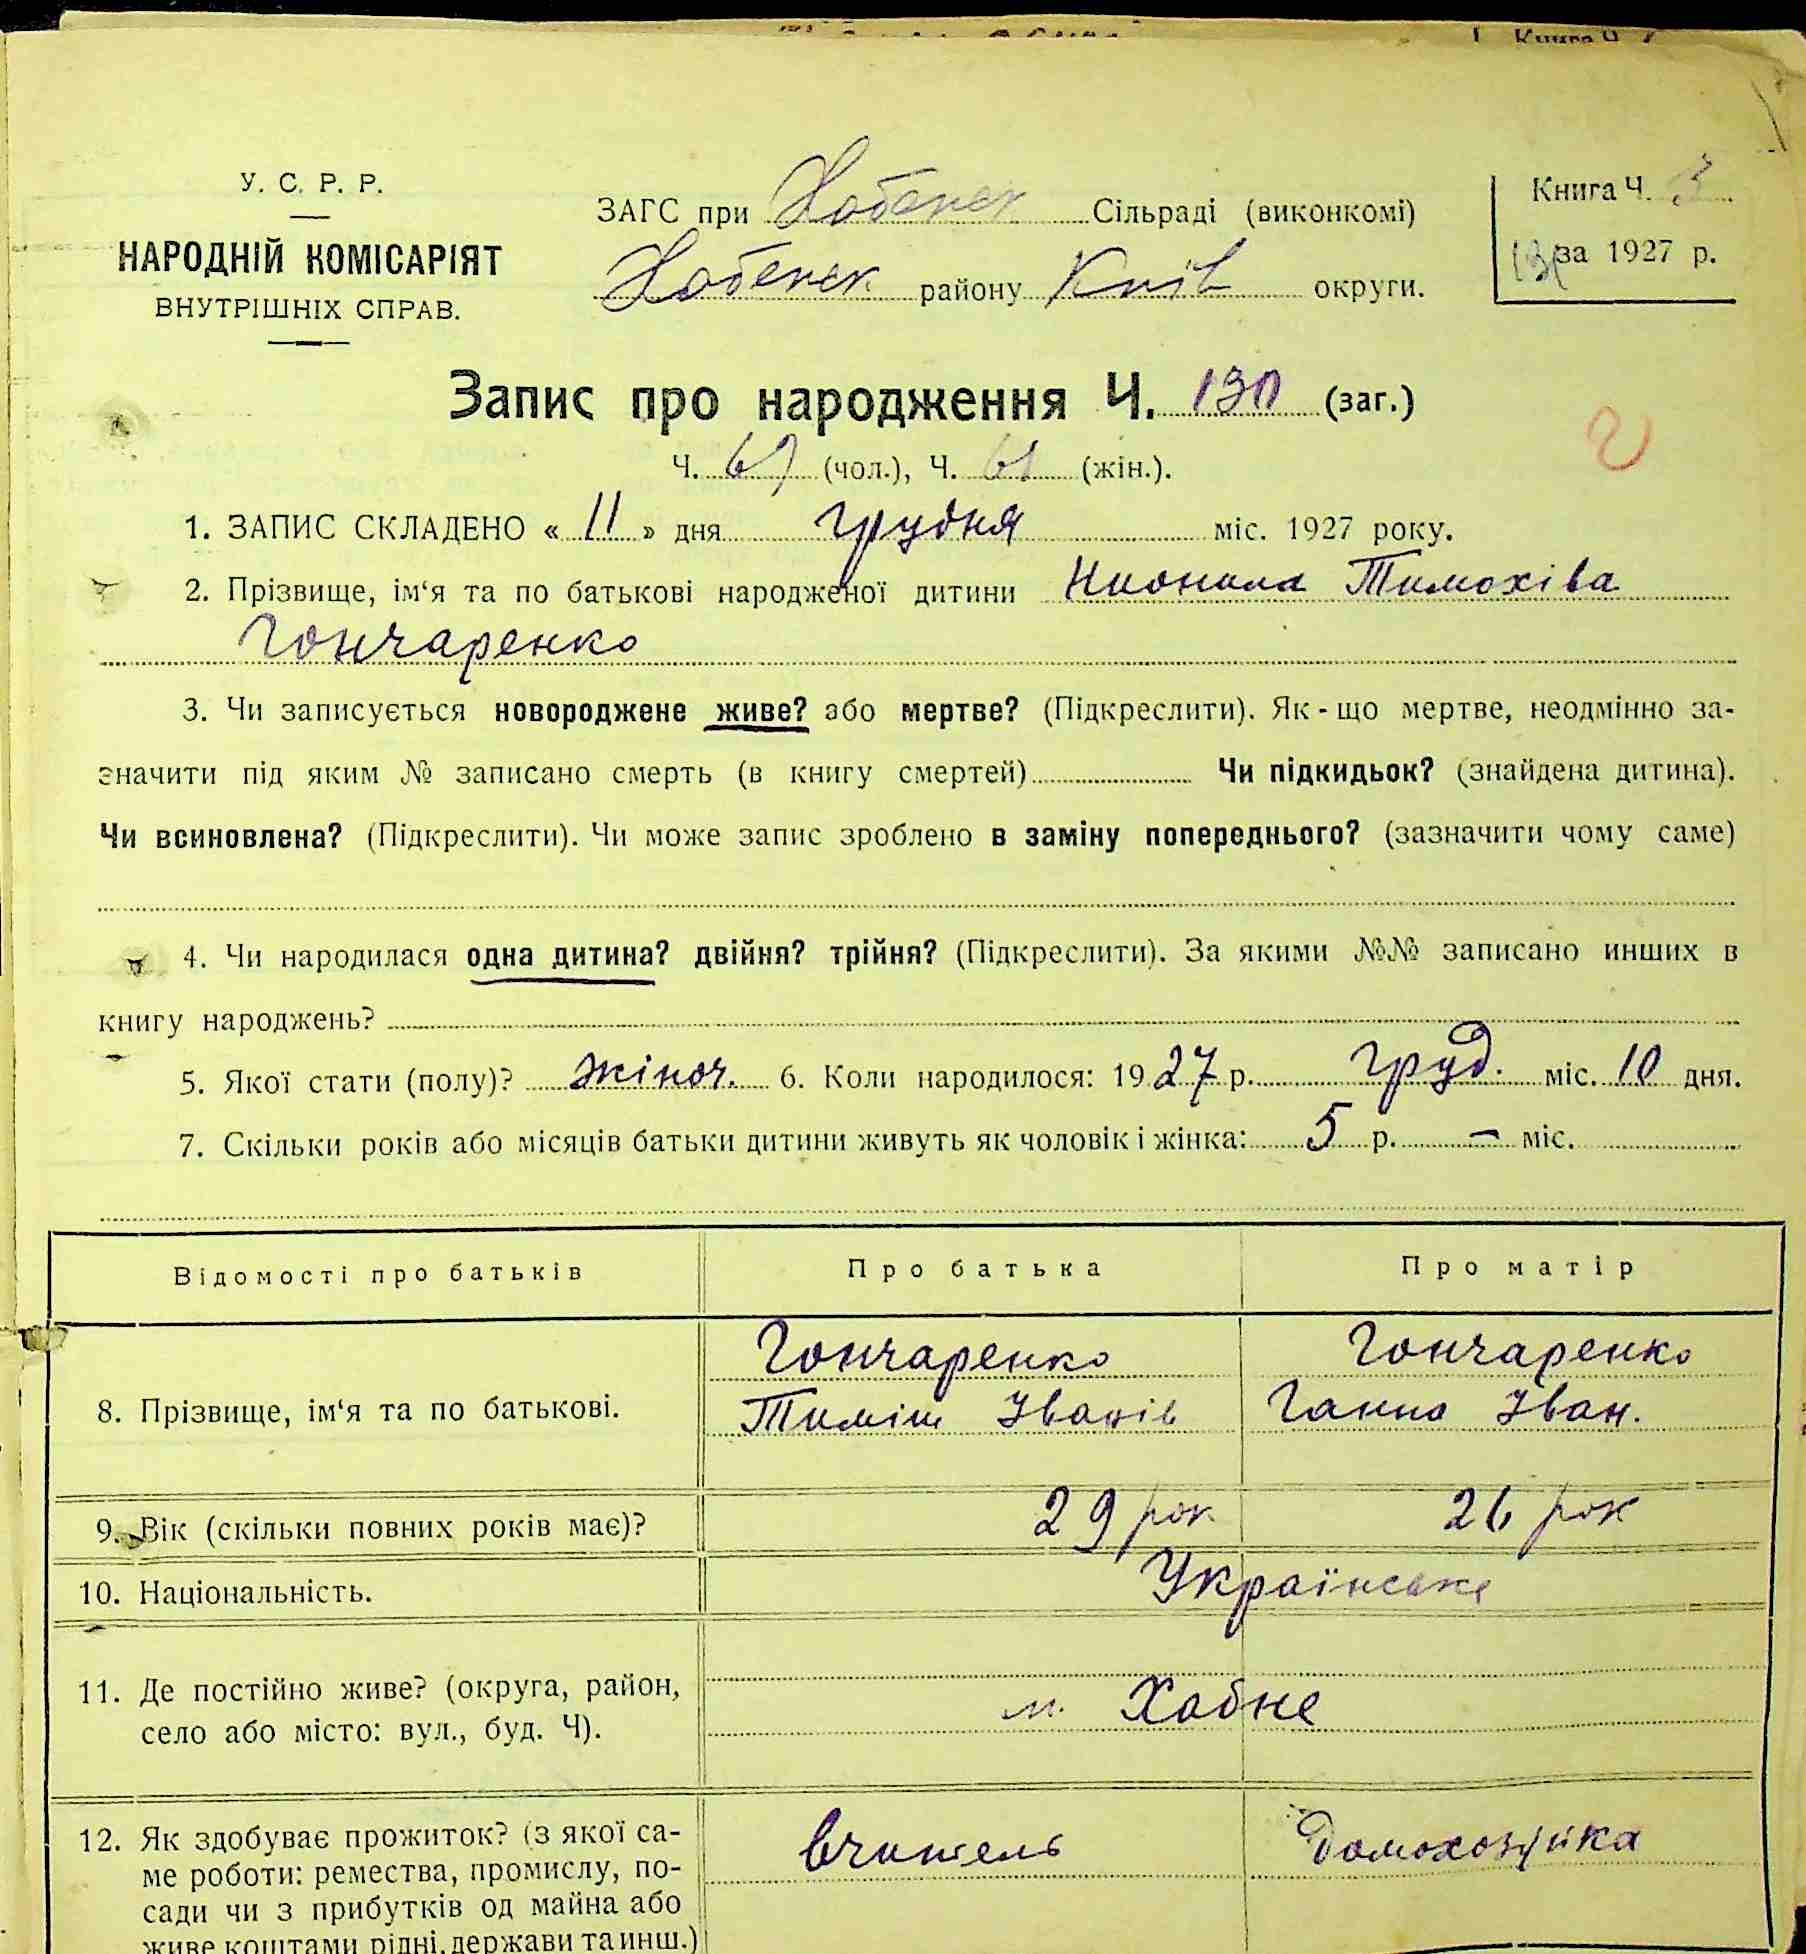 У. С. Р. Р.
НАРОДНІЙ КОМІСАРІЯТ
ВНУТРІШНІХ СПРАВ.
ЗАГС при Хабенск Сільраді (виконкомі)
Хабенск району Київ округи.
Книга Ч. 3
за 1927 р.
Запис про народження Ч. 130 (заг.)
Ч. 69 (чол.), Ч. 61 (жін.).
1. ЗАПИС СКЛАДЕНО « 11 » дня грудня міс. 1927 року.
2. Прізвище, ім‘я та по батькові народженої дитини Нионила Тимохіва
Гончаренко
3. Чи записується новороджене живе? або мертве? (Підкреслити). Як - що мертве, неодмінно за-
значити під яким № записано смерть (в книгу смертей) Чи підкидьок? (знайдена дитина).
Чи всиновлена? (Підкреслити). Чи може запис зроблено в заміну попереднього? (зазначити чому саме)
4. Чи народилася одна дитина? двійня? трійня? (Підкреслити). За якими №№ записано инших в
книгу народжень?
5. Якої стати (полу)? жіноч. 6. Коли народилося: 1927 р. груд. міс. 10 дня.
7. Скільки років або місяців батьки дитини живуть як чоловік і жінка: 5 р. – міс.
Відомості про батьків Про батька Про матір
8. Прізвище, ім‘я та по батькові.
Гончаренко
Тиміш Іванів
Гончаренко
Ганна Іван.
9. Вік (скільки повних років має)? 29 рок 26 рок
10. Національність. Українське
11. Де постійно живе? (округа, район,
село або місто: вул., буд. Ч).
м. Хабне
12. Як здобуває прожиток? (з якої са-
ме роботи: ремества, промислу, по-
сади чи з прибутків од майна або
живе коштами рідні, держави та инш.)
вчитель
домохозяйка